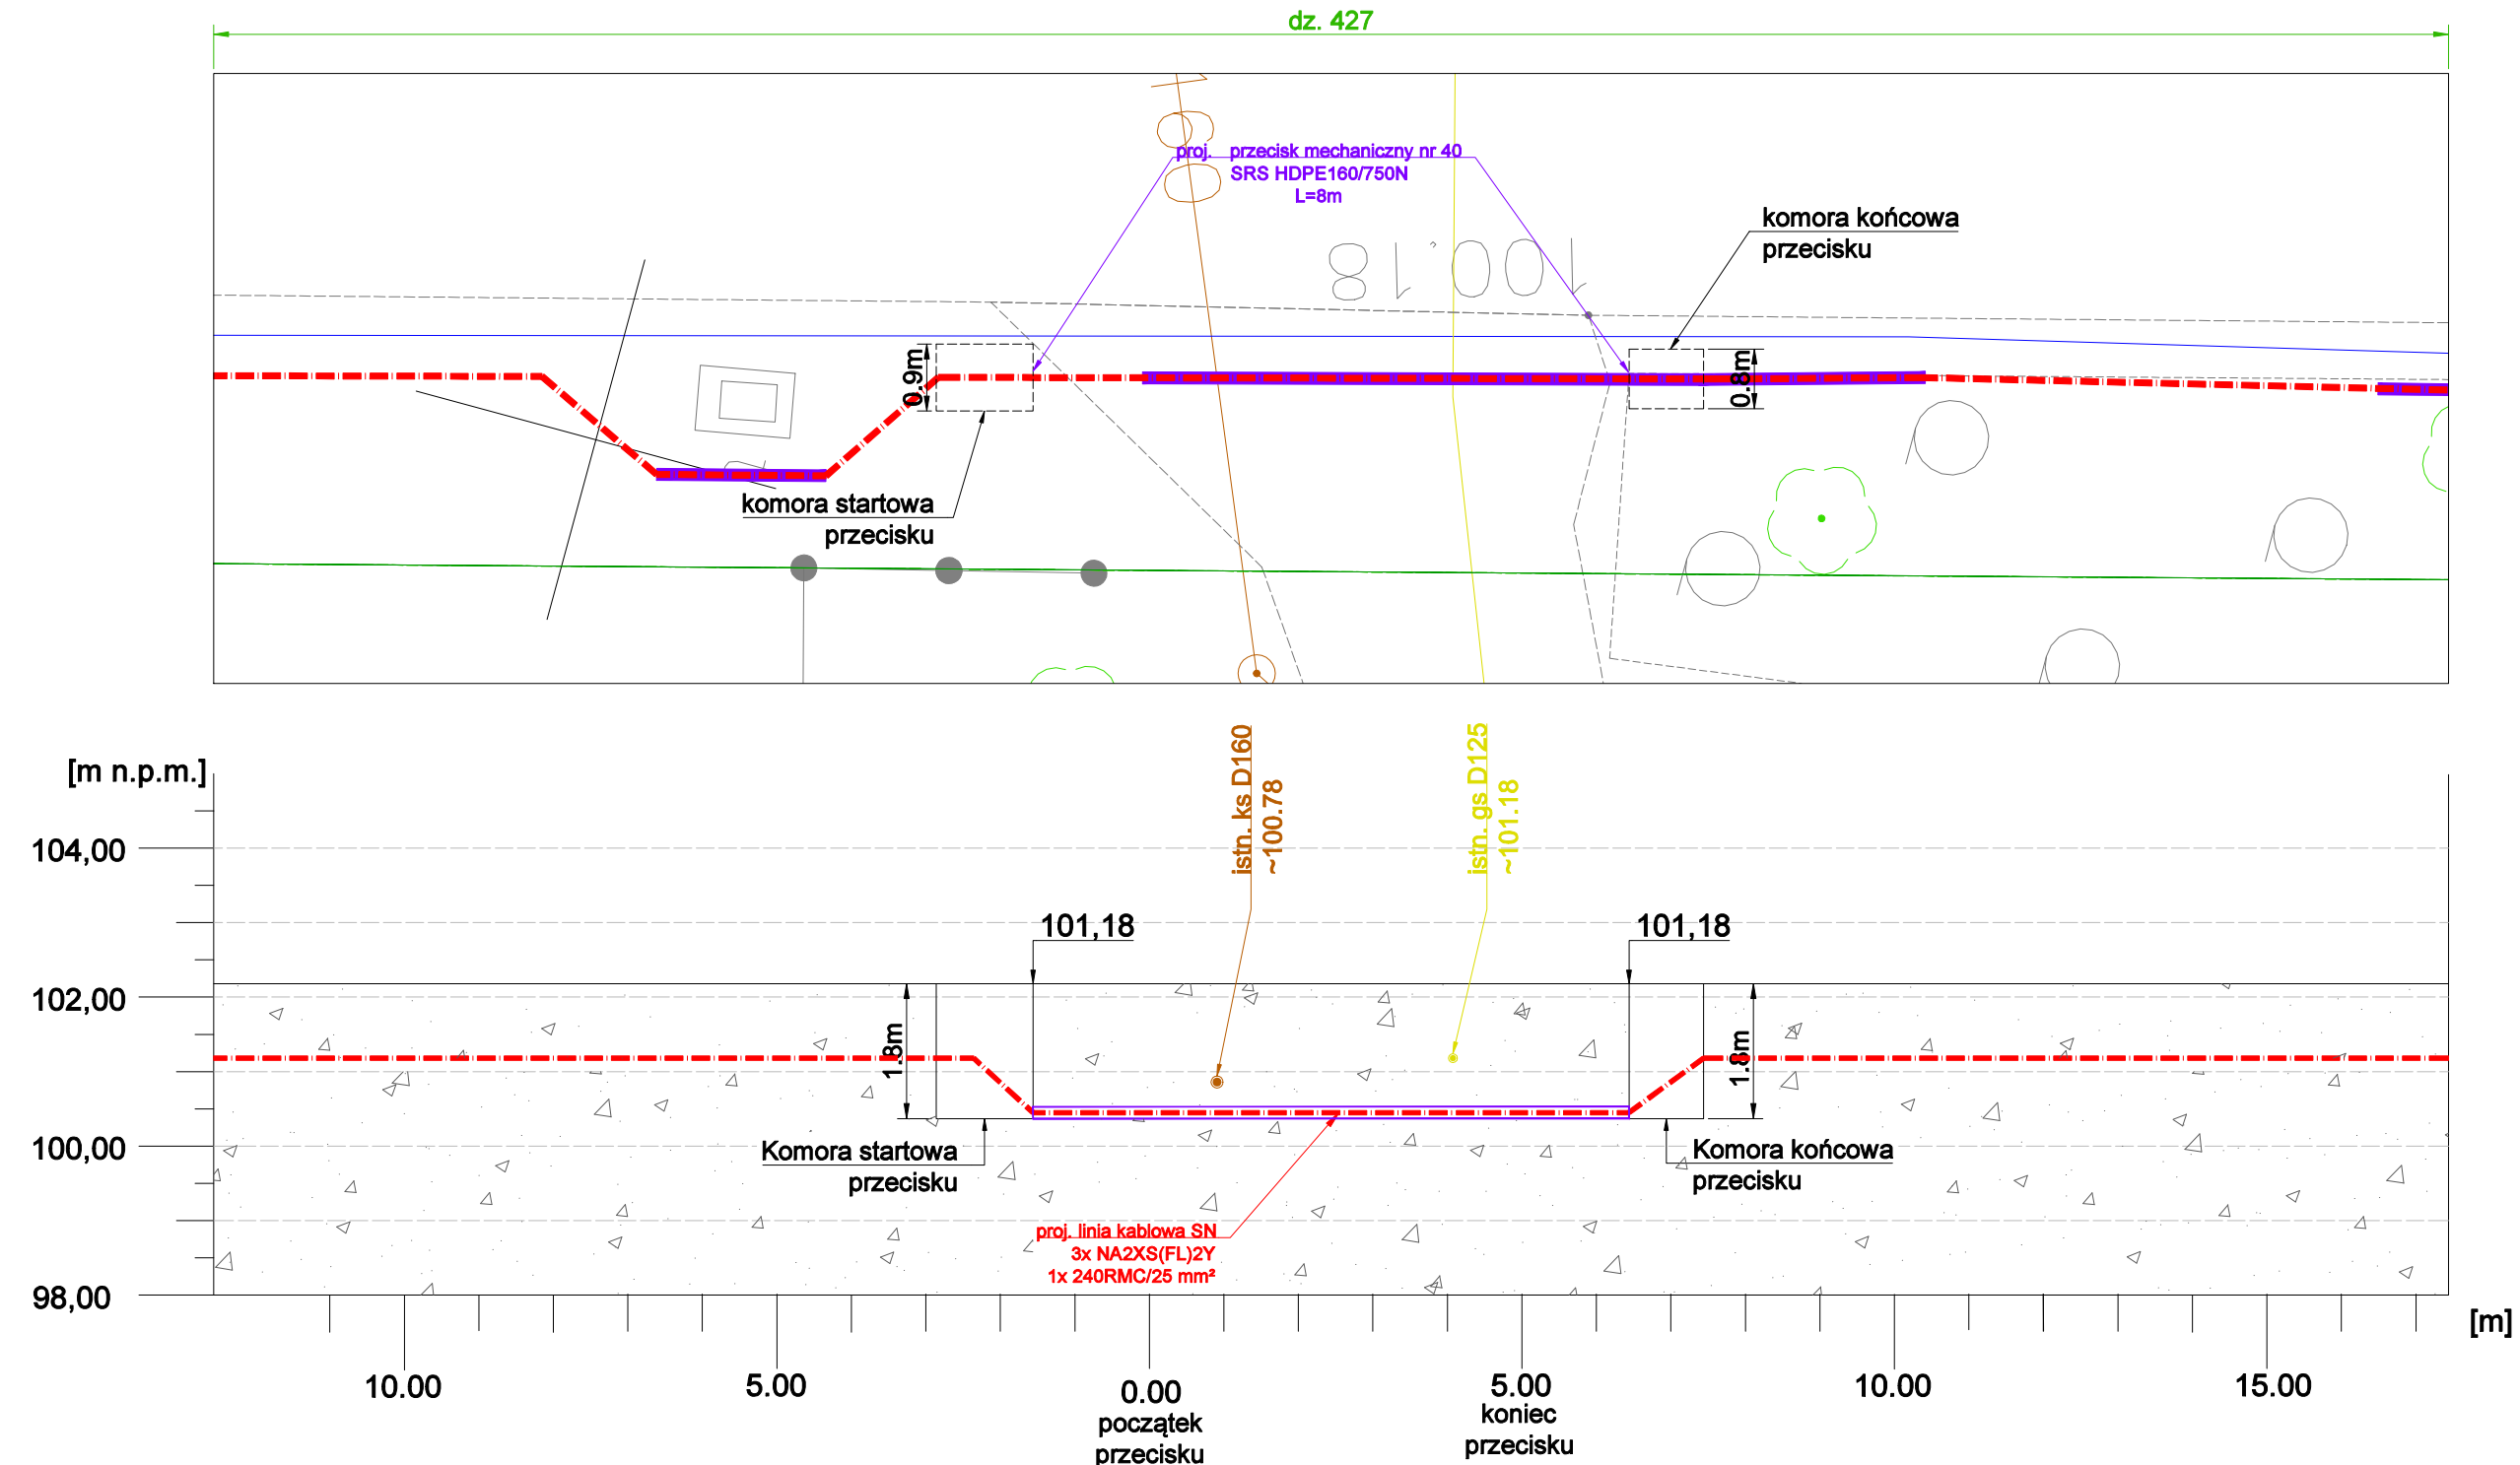 dz. 427
proj. przecisk mechaniczny nr 40
SRS HDPE160/750N
L=8m
komora końcowa
przecisku
100.18
0.9m
0.8m
komora startowa
przecisku
[m n.p.m.]
istn. ks D160
~100.78
istn. gs D125
~101.18
104,00
101,18
101,18
102,00
1.8m
1.8m
100,00
Komora startowa
przecisku
Komora końcowa
przecisku
proj. linia kablowa SN
3x NA2XS(FL)2Y
1x 240RMC/25 mm²
98,00
[m]
10.00
5.00
0.00
5.00
10.00
15.00
początek
przecisku
koniec
przecisku